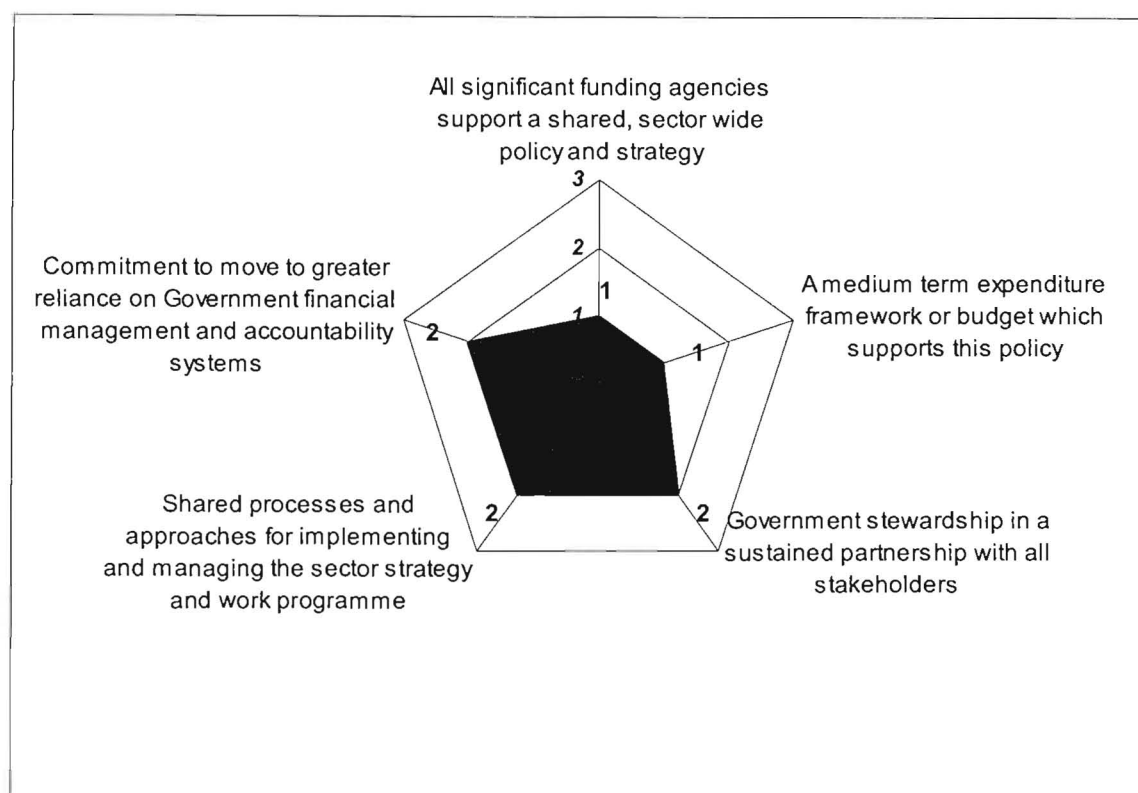 All significant funding agencies
support a shared, sector wide
policy and strategy
3
2
1
1
A medium term expenditure
framework or budget which
supports this policy
1
Government stewardship in a
sustained partnership with all
stakeholders
2
Shared processes and
approaches for implementing
and managing the sector strategy
and work programme
2
Commitment to move to greater
reliance on Government financial
management and accountability
systems
2